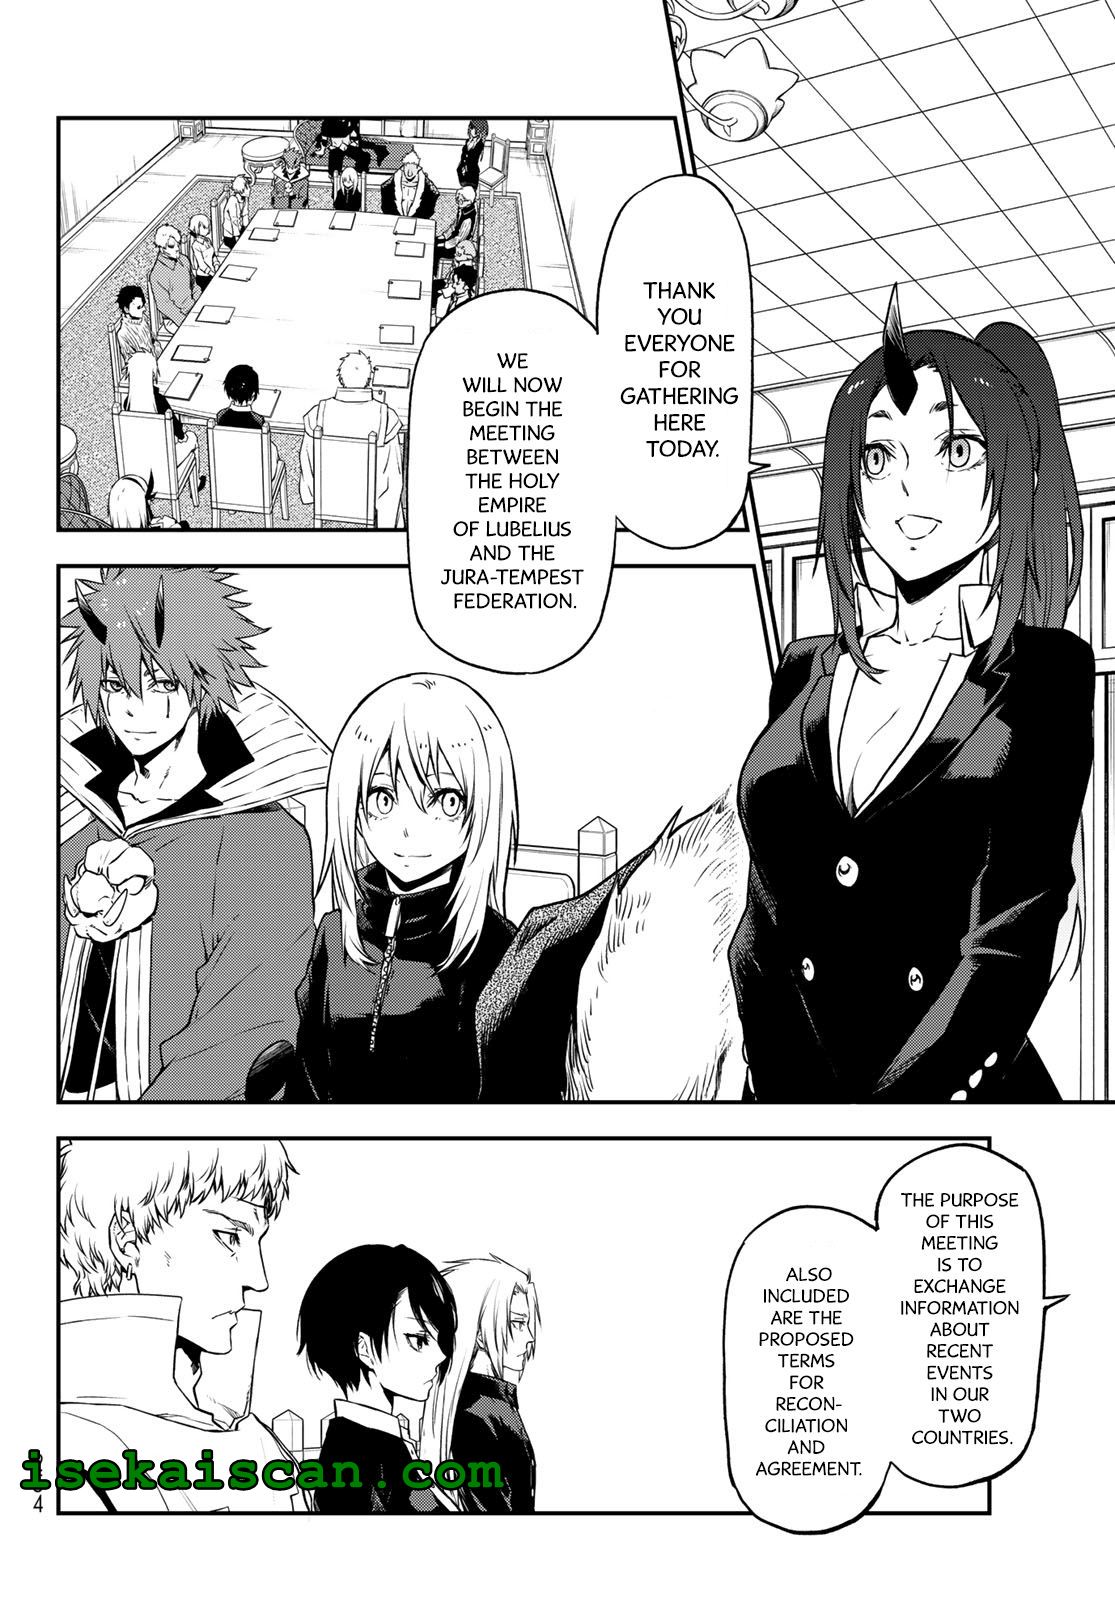 THANK
YOU
EVERYONE
FOR
GATHERING
HERE
TODAY.
WE
WILL NOW
BEGIN THE
MEETING
BETWEEN
THE HOLY
EMPIRE
OF LUBELIUS
AND THE
JURA-TEMPEST
FEDERATION.
THE PURPOSE
OF THIS
MEETING
IS TO
EXCHANGE
INFORMATION
ABOUT
RECENT
EVENTS
IN OUR
TWO
COUNTRIES.
ALSO
INCLUDED
ARE THE
PROPOSED
TERMS
FOR
RECON-
CILIATION
AND
AGREEMENT.
isekaiscan.com
4